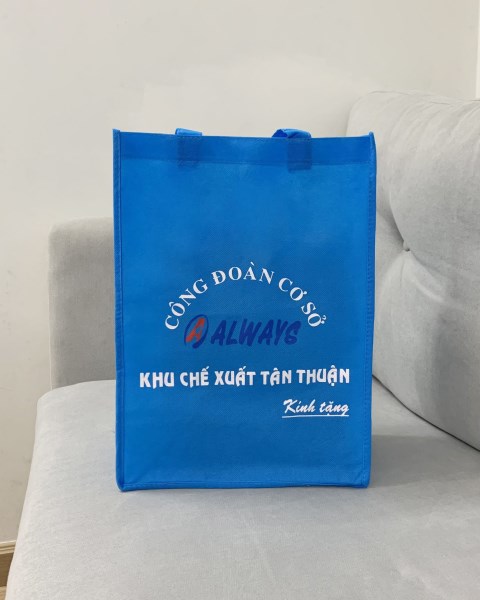 CÔNG ĐOÀN CƠ SỞ
ALWAYS
KHU CHẾ XUẤT TÂN THUẬN
Kính tặng